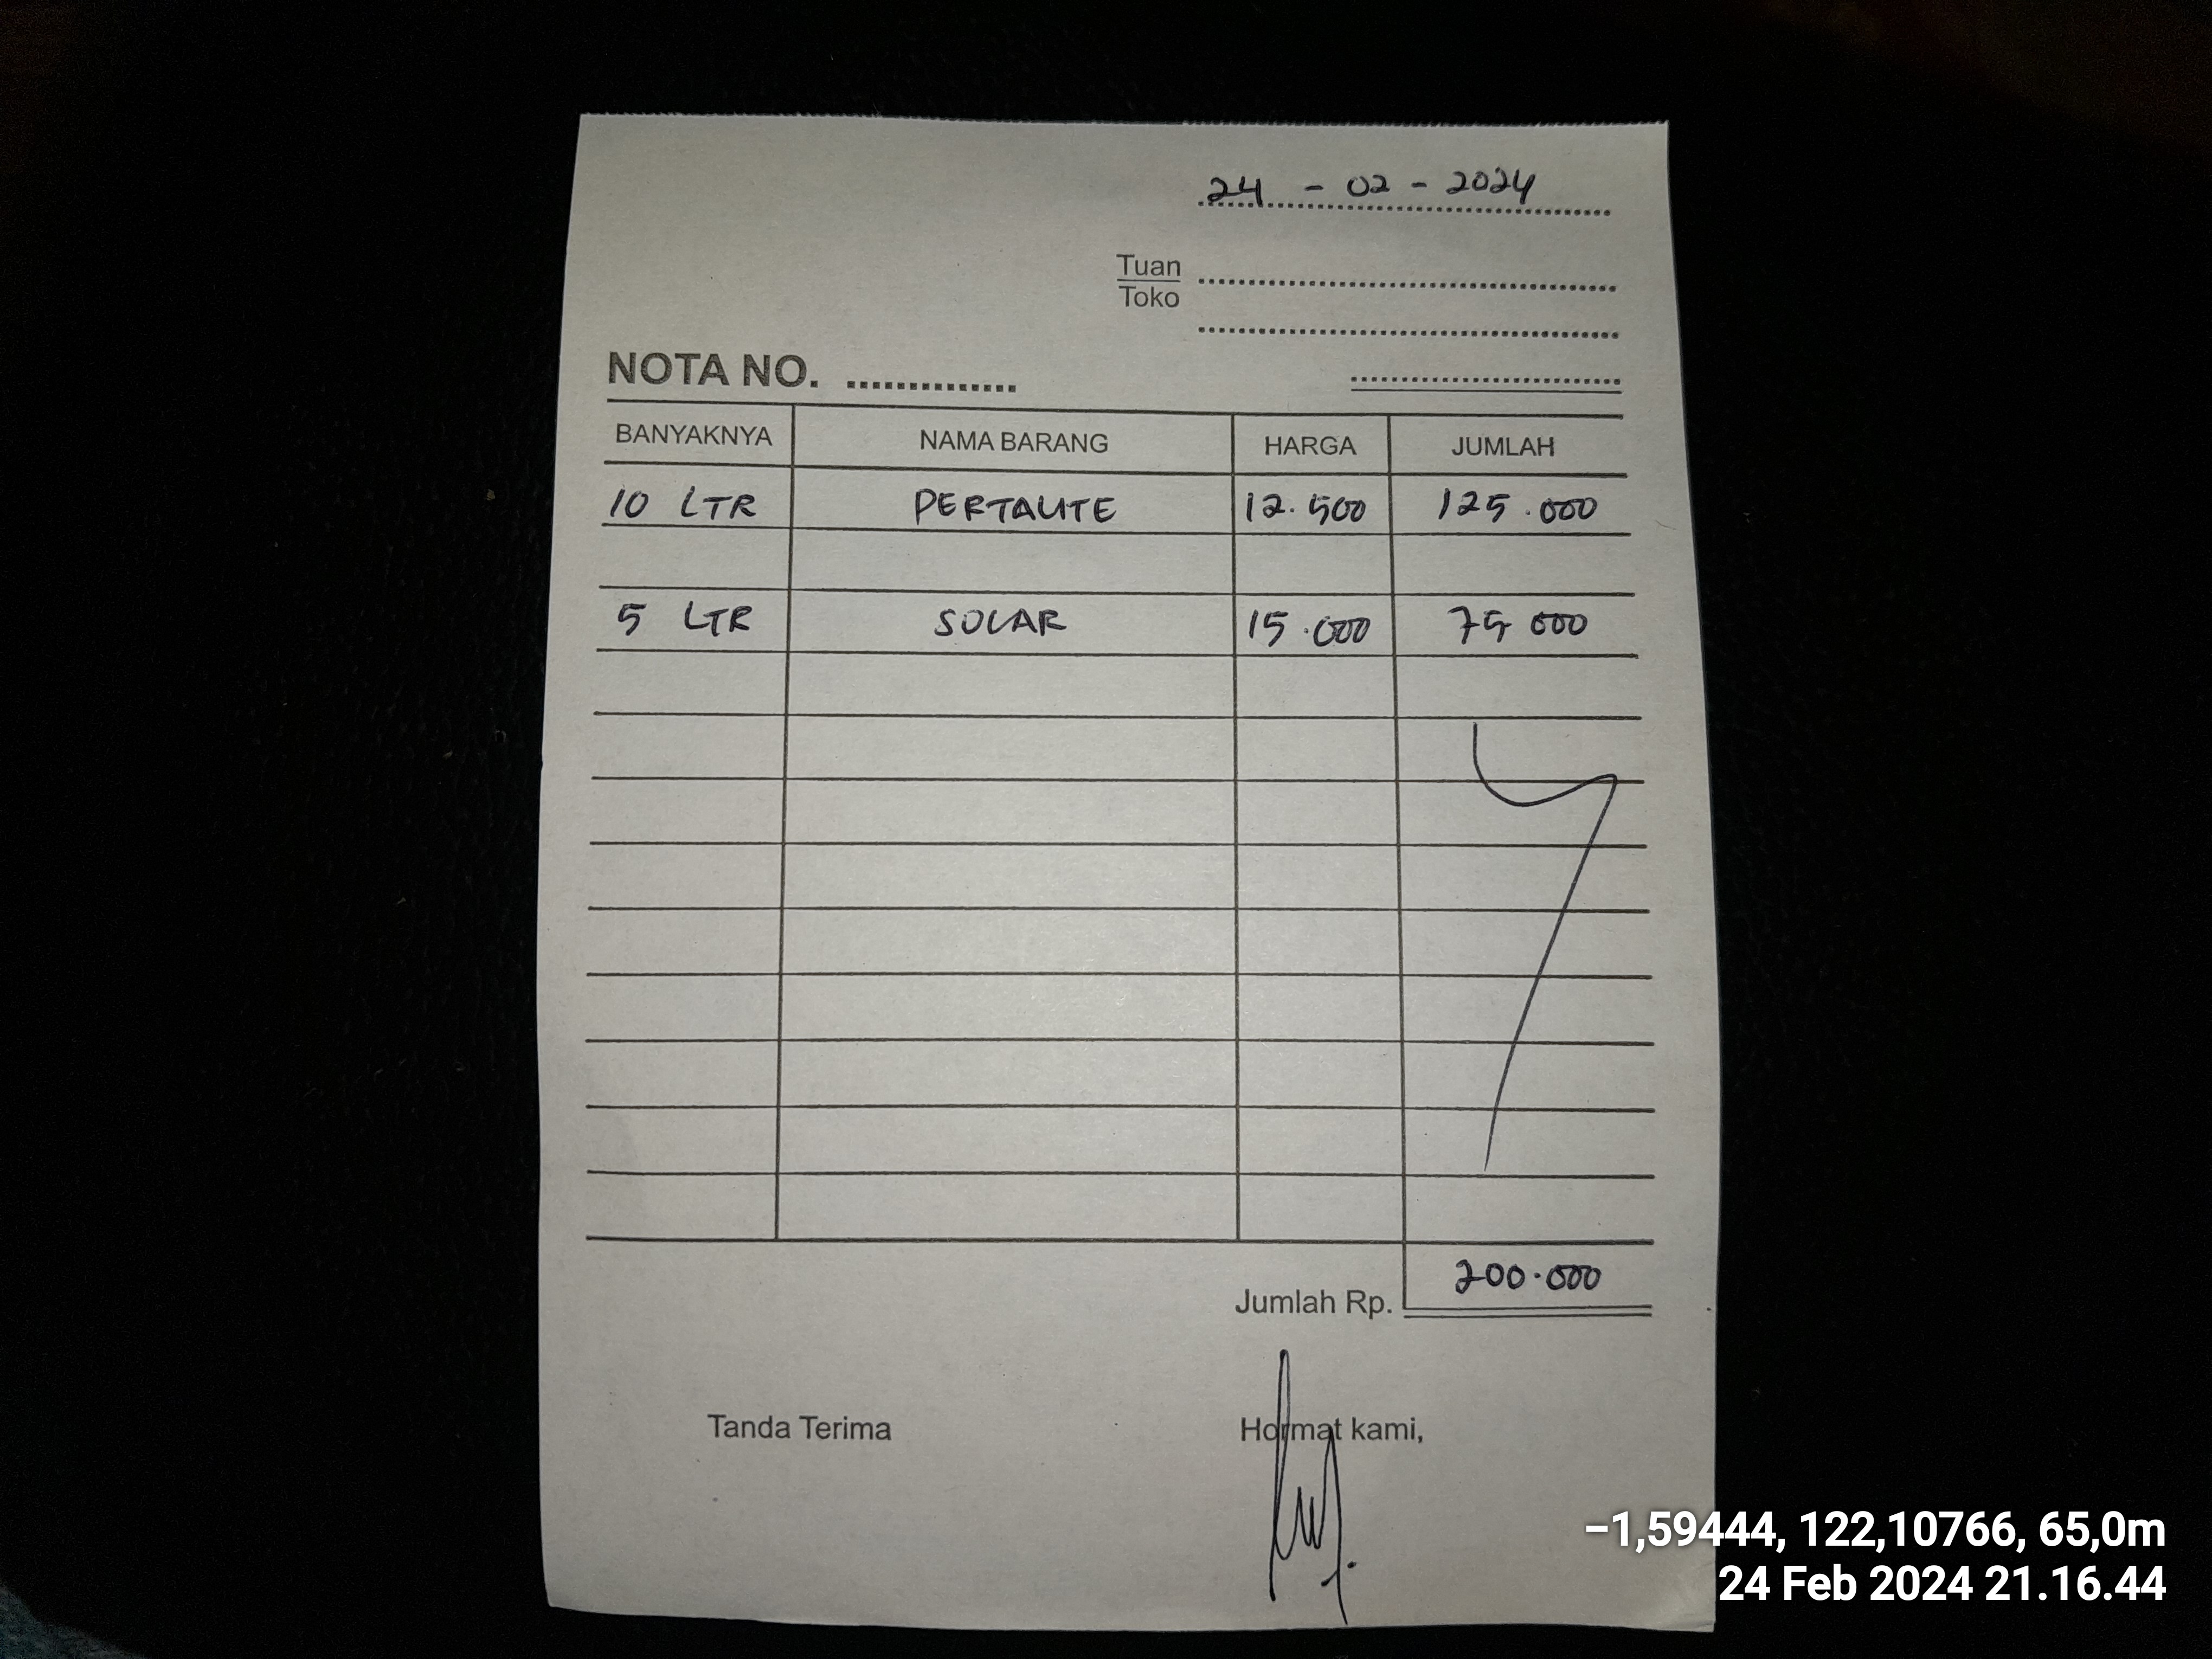 24 - 02 - 2024
Tuan
Toko
NOTA NO. ..............
BANYAKNYA NAMA BARANG HARGA JUMLAH
10 LTR PERTALITE 12.500 125.000
5 LTR SOLAR 15.000 75 000
Jumlah Rp. 200.000
Tanda Terima Hormat kami,
−1,59444, 122,10766, 65,0m
24 Feb 2024 21.16.44